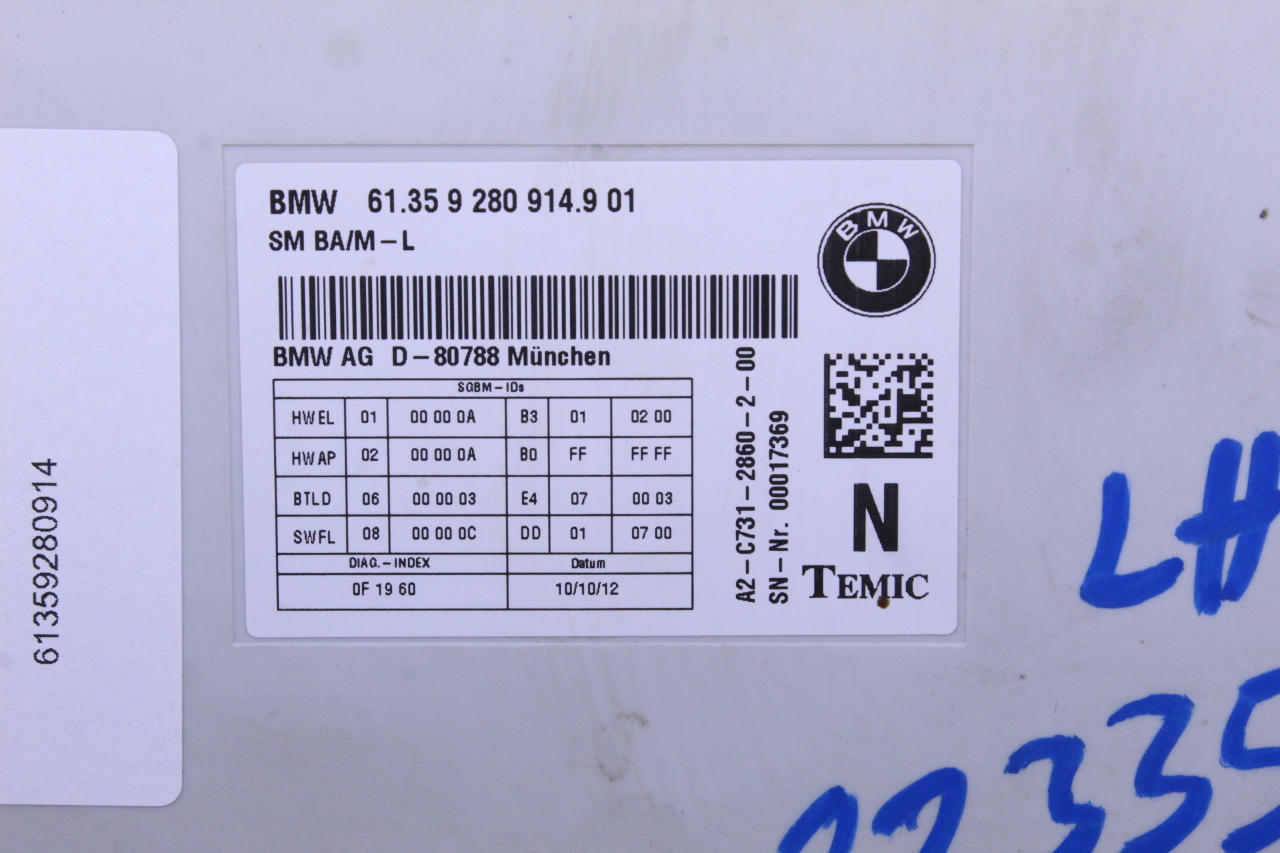 61359280914
BMW 61.35 9 280 914.9 01
SM BA/M-L
BMW
BMW AG D-80788 München
SGBM-IDs
HWEL 01 00 00 0A B3 01 02 00
HWAP 02 00 00 0A B0 FF FF FF
BTLD 06 00 00 03 E4 07 00 03
SWFL 08 00 00 0C DD 01 07 00
DIAG.-INDEX Datum
0F 19 60 10/10/12
A2-C731-2860-2-00
SN-Nr. 00017369
N
TEMIC
LH